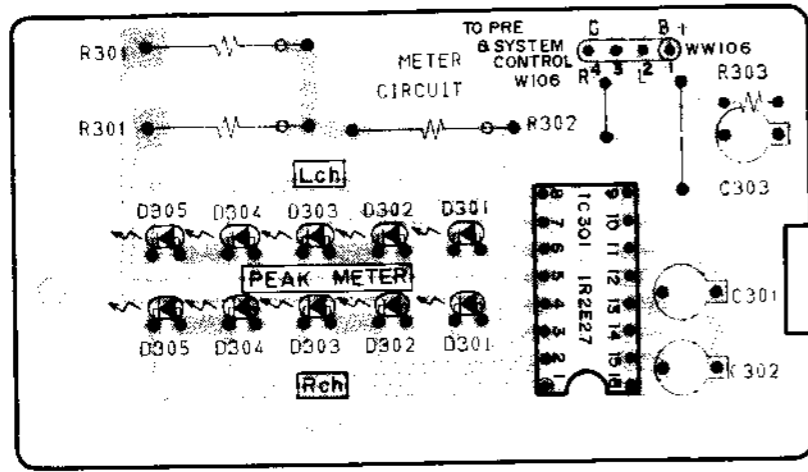 TO PRE
& SYSTEM
CONTROL
W106
G B+
4 3 2 1
WW106
R L
R301
METER
CIRCUIT
R303
R301
R302
C303
Lch
D305 D304 D303 D302 D301
PEAK METER
D305 D304 D303 D302 D301
Rch
8 9
7 10
6 11
5 12
4 13
3 14
2 15
1 16
IC301 IR2E27
C301
C302